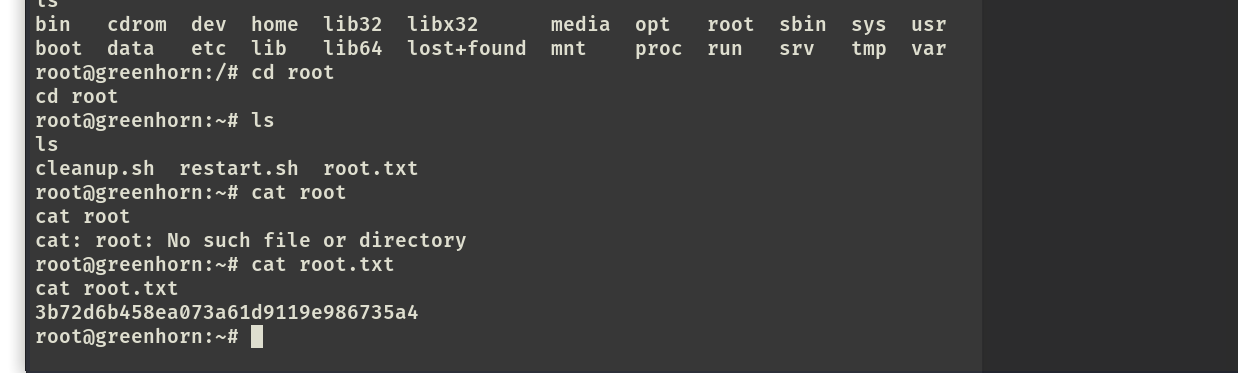 ls
bin   cdrom  dev  home  lib32  libx32      media  opt   root  sbin  sys  usr
boot  data   etc  lib   lib64  lost+found  mnt    proc  run   srv   tmp  var
root@greenhorn:/# cd root
cd root
root@greenhorn:~# ls
ls
cleanup.sh  restart.sh  root.txt
root@greenhorn:~# cat root
cat root
cat: root: No such file or directory
root@greenhorn:~# cat root.txt
cat root.txt
3b72d6b458ea073a61d9119e986735a4
root@greenhorn:~#